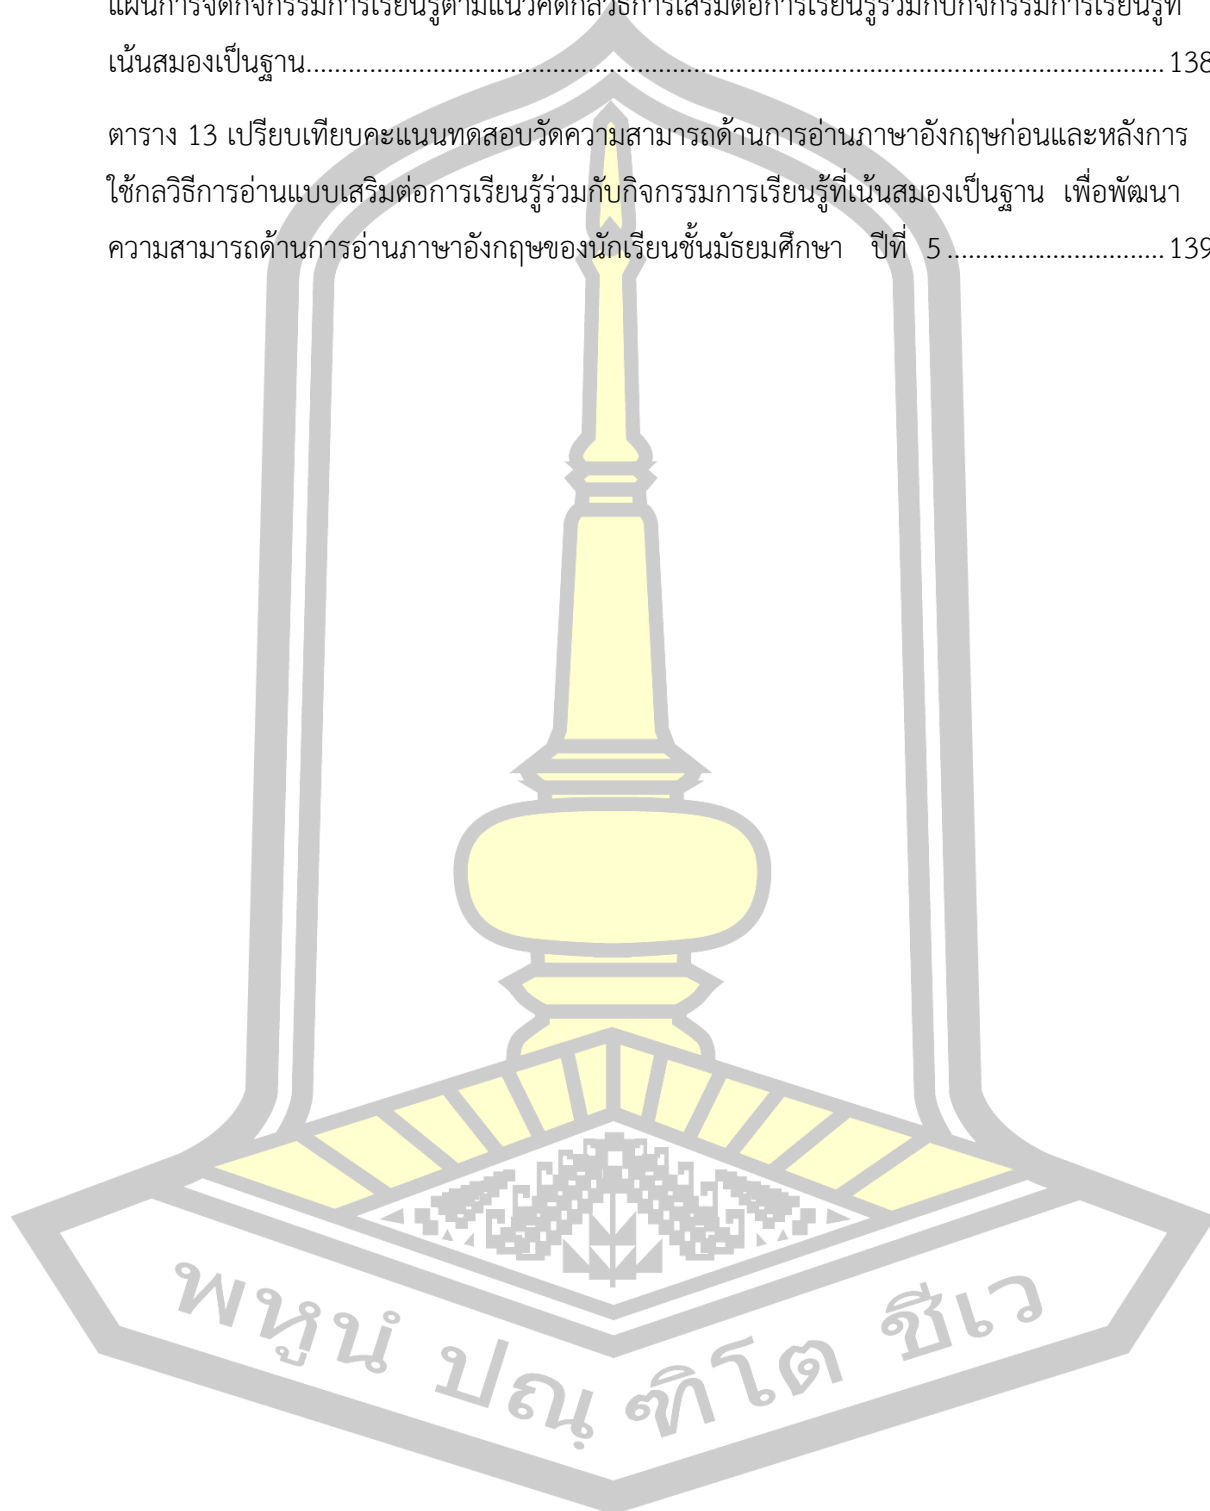 แผนการจัดกิจกรรมการเรียนรู้ตามแนวคิดกลวิธีการเสริมต่อการเรียนรู้ร่วมกับกิจกรรมการเรียนรู้ที่
เน้นสมองเป็นฐาน........................................................................................................................ 138
ตาราง 13 เปรียบเทียบคะแนนทดสอบวัดความสามารถด้านการอ่านภาษาอังกฤษก่อนและหลังการ
ใช้กลวิธีการอ่านแบบเสริมต่อการเรียนรู้ร่วมกับกิจกรรมการเรียนรู้ที่เน้นสมองเป็นฐาน เพื่อพัฒนา
ความสามารถด้านการอ่านภาษาอังกฤษของนักเรียนชั้นมัธยมศึกษา ปีที่ 5 ............................... 139
พหูนํ ปณฺ ฑิโต ชีเว